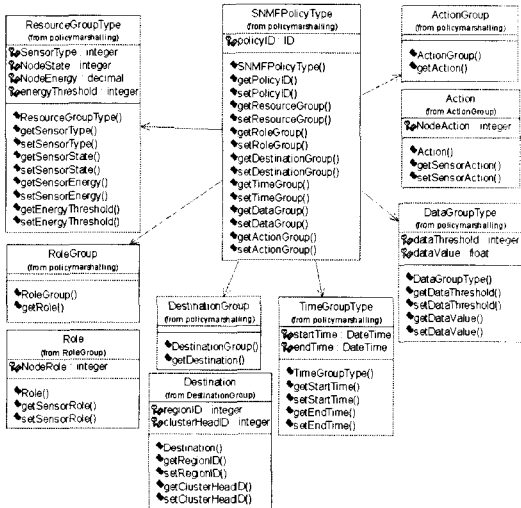 ResourceGroupType
(from policymarshalling)
SensorType : integer
NodeState : integer
NodeEnergy : decimal
energyThreshold : integer
ResourceGroupType()
getSensorType()
setSensorType()
getSensorState()
setSensorState()
getSensorEnergy()
setSensorEnergy()
getEnergyThreshold()
setEnergyThreshold()
RoleGroup
(from policymarshalling)
RoleGroup()
getRole()
Role
(from RoleGroup)
NodeRole : integer
Role()
getSensorRole()
setSensorRole()
SNMFPolicyType
(from policymarshalling)
policyID : ID
SNMFPolicyType()
getPolicyID()
setPolicyID()
getResourceGroup()
setResourceGroup()
getRoleGroup()
setRoleGroup()
getDestinationGroup()
setDestinationGroup()
getTimeGroup()
setTimeGroup()
getDataGroup()
setDataGroup()
getActionGroup()
setActionGroup()
DestinationGroup
(from policymarshalling)
DestinationGroup()
getDestination()
Destination
(from DestinationGroup)
regionID : integer
clusterHeadID : integer
Destination()
getRegionID()
setRegionID()
getClusterHeadID()
setClusterHeadID()
TimeGroupType
(from policymarshalling)
startTime : DateTime
endTime : DateTime
TimeGroupType()
getStartTime()
setStartTime()
getEndTime()
setEndTime()
ActionGroup
(from policymarshalling)
ActionGroup()
getAction()
Action
(from ActionGroup)
NodeAction : integer
Action()
getSensorAction()
setSensorAction()
DataGroupType
(from policymarshalling)
dataThreshold : integer
dataValue : float
DataGroupType()
getDataThreshold()
setDataThreshold()
getDataValue()
setDataValue()